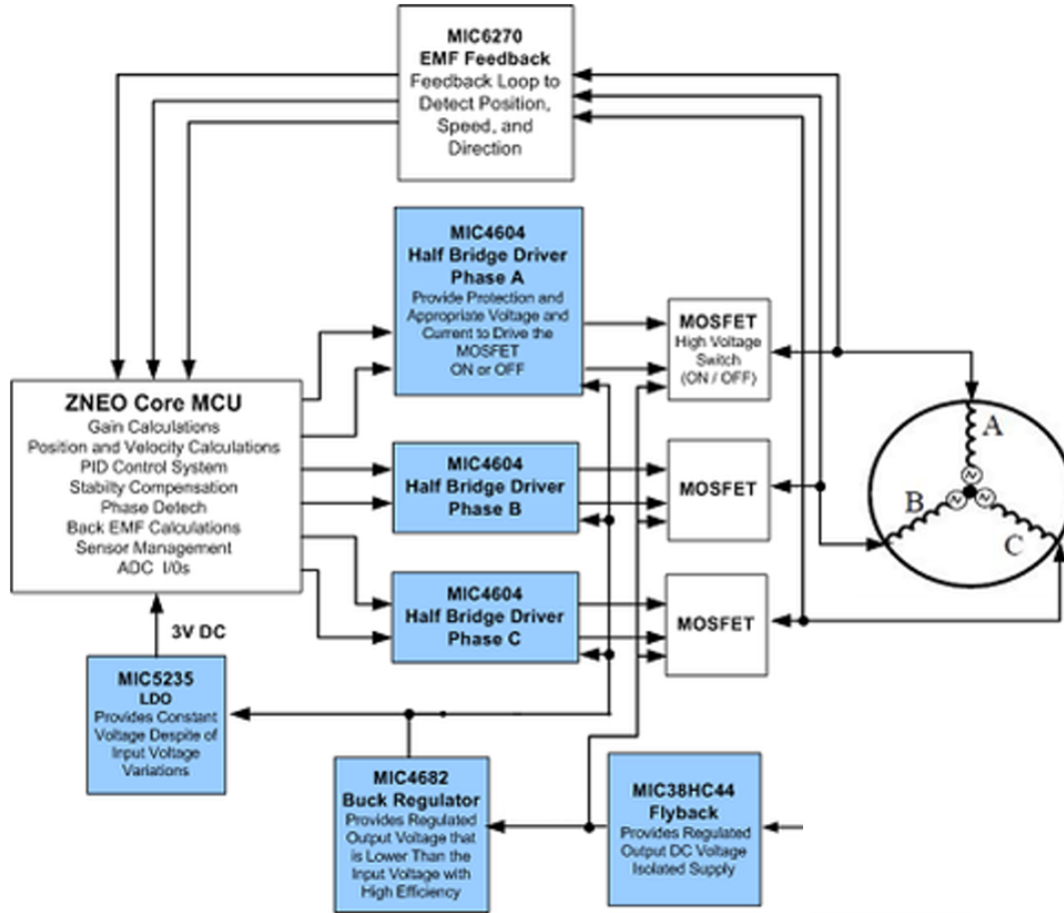 MIC6270
EMF Feedback
Feedback Loop to
Detect Position,
Speed, and
Direction
MIC4604
Half Bridge Driver
Phase A
Provide Protection and
Appropriate Voltage and
Current to Drive the
MOSFET
ON or OFF
MOSFET
High Voltage
Switch
(ON / OFF)
ZNEO Core MCU
Gain Calculations
Position and Velocity Calculations
PID Control System
Stabilty Compensation
Phase Detech
Back EMF Calculations
Sensor Management
ADC I/0s
MIC4604
Half Bridge Driver
Phase B
MOSFET
A
B
C
MIC4604
Half Bridge Driver
Phase C
MOSFET
3V DC
MIC5235
LDO
Provides Constant
Voltage Despite of
Input Voltage
Variations
MIC4682
Buck Regulator
Provides Regulated
Output Voltage that
is Lower Than the
Input Voltage with
High Efficiency
MIC38HC44
Flyback
Provides Regulated
Output DC Voltage
Isolated Supply